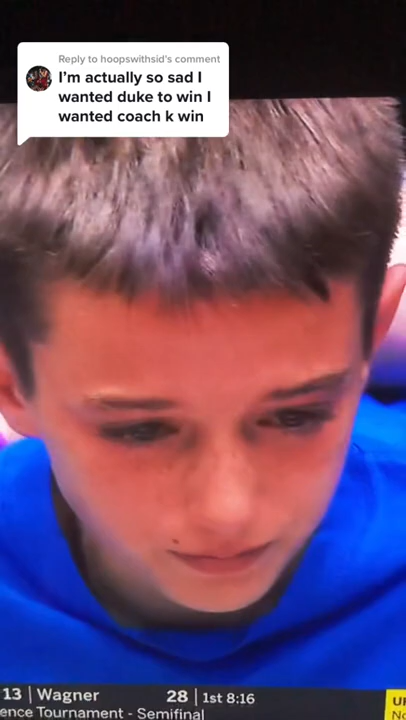 Reply to hoopswithsid's comment
I'm actually so sad I
wanted duke to win I
wanted coach k win
13 | Wagner 28 | 1st 8:16
ence Tournament - Semifinal